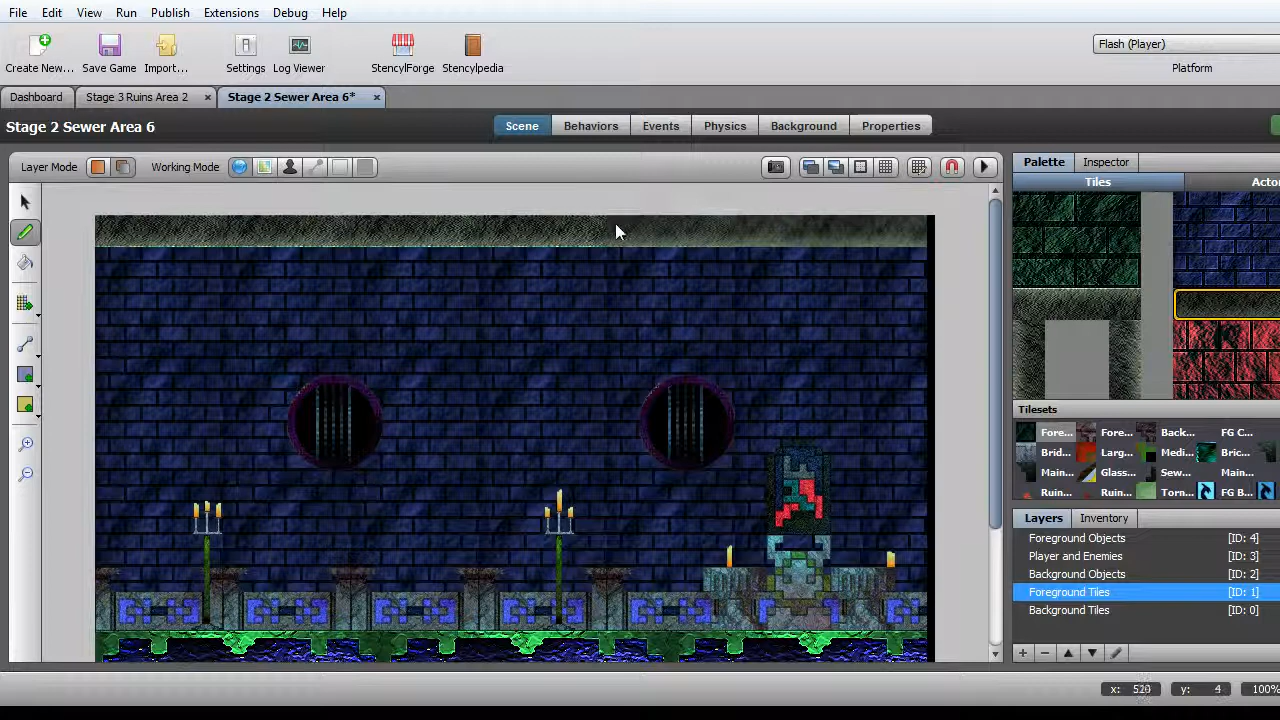 File Edit View Run Publish Extensions Debug Help
Flash (Player)
Create New... Save Game Import... Settings Log Viewer StencylForge Stencylpedia Platform
Dashboard Stage 3 Ruins Area 2 × Stage 2 Sewer Area 6* ×
Stage 2 Sewer Area 6 Scene Behaviors Events Physics Background Properties
Layer Mode Working Mode Palette Inspector
Tiles Actor
Tilesets
Fore... Fore... Back... FG C...
Brid... Larg... Medi... Bric...
Main... Glass... Sew... Main...
Ruin... Ruin... Torn... FG B...
Layers Inventory
Foreground Objects [ID: 4]
Player and Enemies [ID: 3]
Background Objects [ID: 2]
Foreground Tiles [ID: 1]
Background Tiles [ID: 0]
x: 520 y: 4 100%